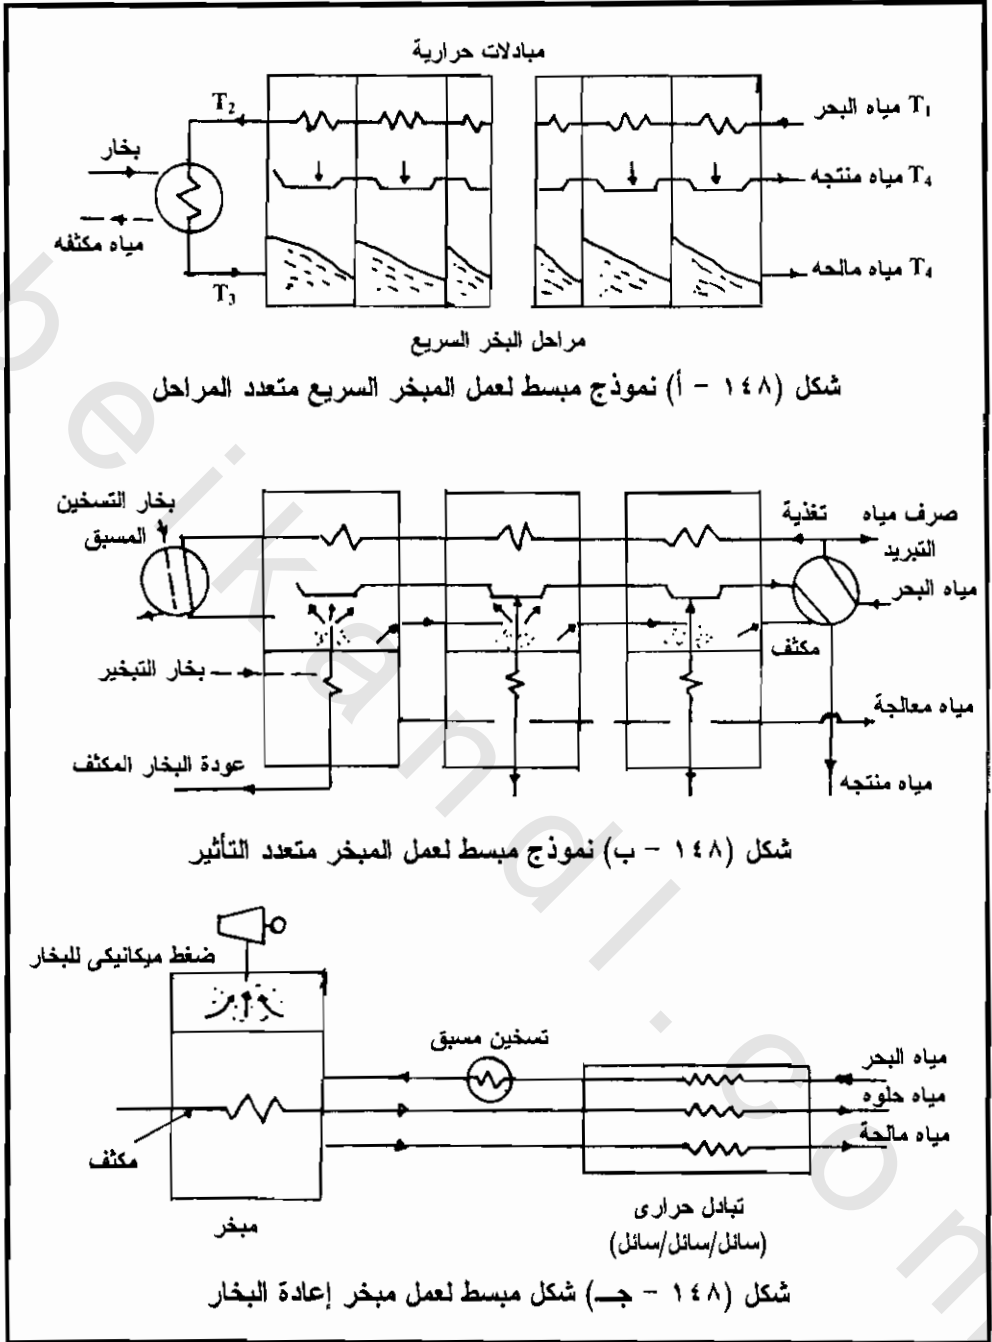 مبادلات حرارية
T₁ مياه البحر
T₂
بخار
T₄ مياه منتجه
مياه مكثفه
T₄ مياه مالحه
T₃
مراحل البخر السريع
شكل (١٤٨ - أ) نموذج مبسط لعمل المبخر السريع متعدد المراحل
صرف مياه
التبريد
تغذية
بخار التسخين
المسبق
مياه البحر
مكثف
بخار التبخير
مياه معالجة
عودة البخار المكثف
مياه منتجه
شكل (١٤٨ - ب) نموذج مبسط لعمل المبخر متعدد التأثير
ضغط ميكانيكى للبخار
تسخين مسبق
مياه البحر
مياه حلوه
مياه مالحة
مكثف
مبخر
تبادل حرارى
(سائل/سائل/سائل)
شكل (١٤٨ - جـ) شكل مبسط لعمل مبخر إعادة البخار
beikandl.com